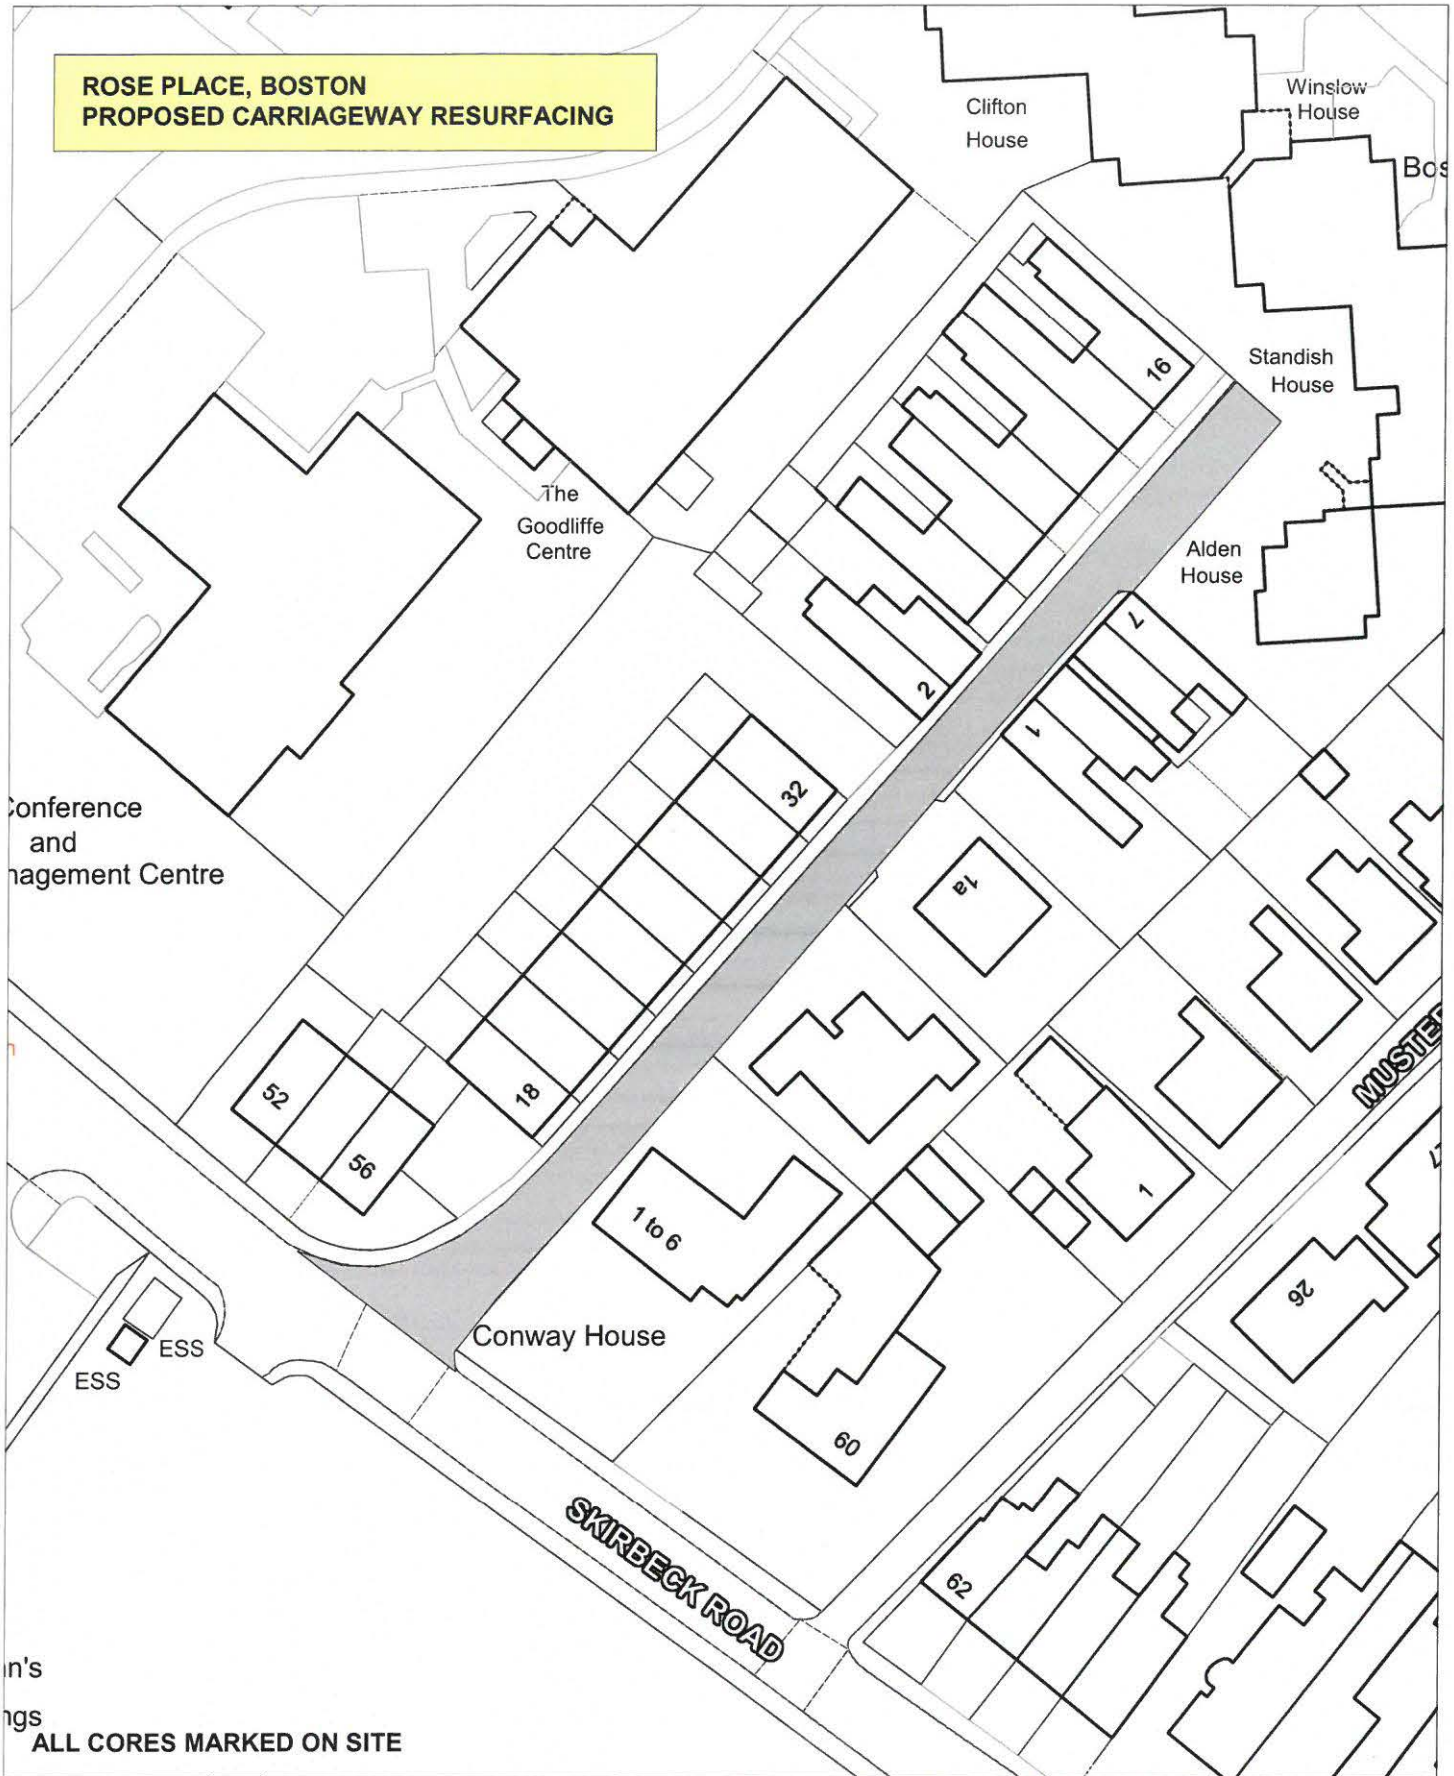 ROSE PLACE, BOSTON
PROPOSED CARRIAGEWAY RESURFACING
Clifton
House
Winslow
House
Bos
16
Standish
House
The
Goodliffe
Centre
Alden
House
7
2
1
32
onference
and
nagement Centre
1a
52
18
56
MUSTER
1 to 6
1
26
Conway House
ESS
ESS
60
SKIRBECK ROAD
62
n's
ngs
ALL CORES MARKED ON SITE